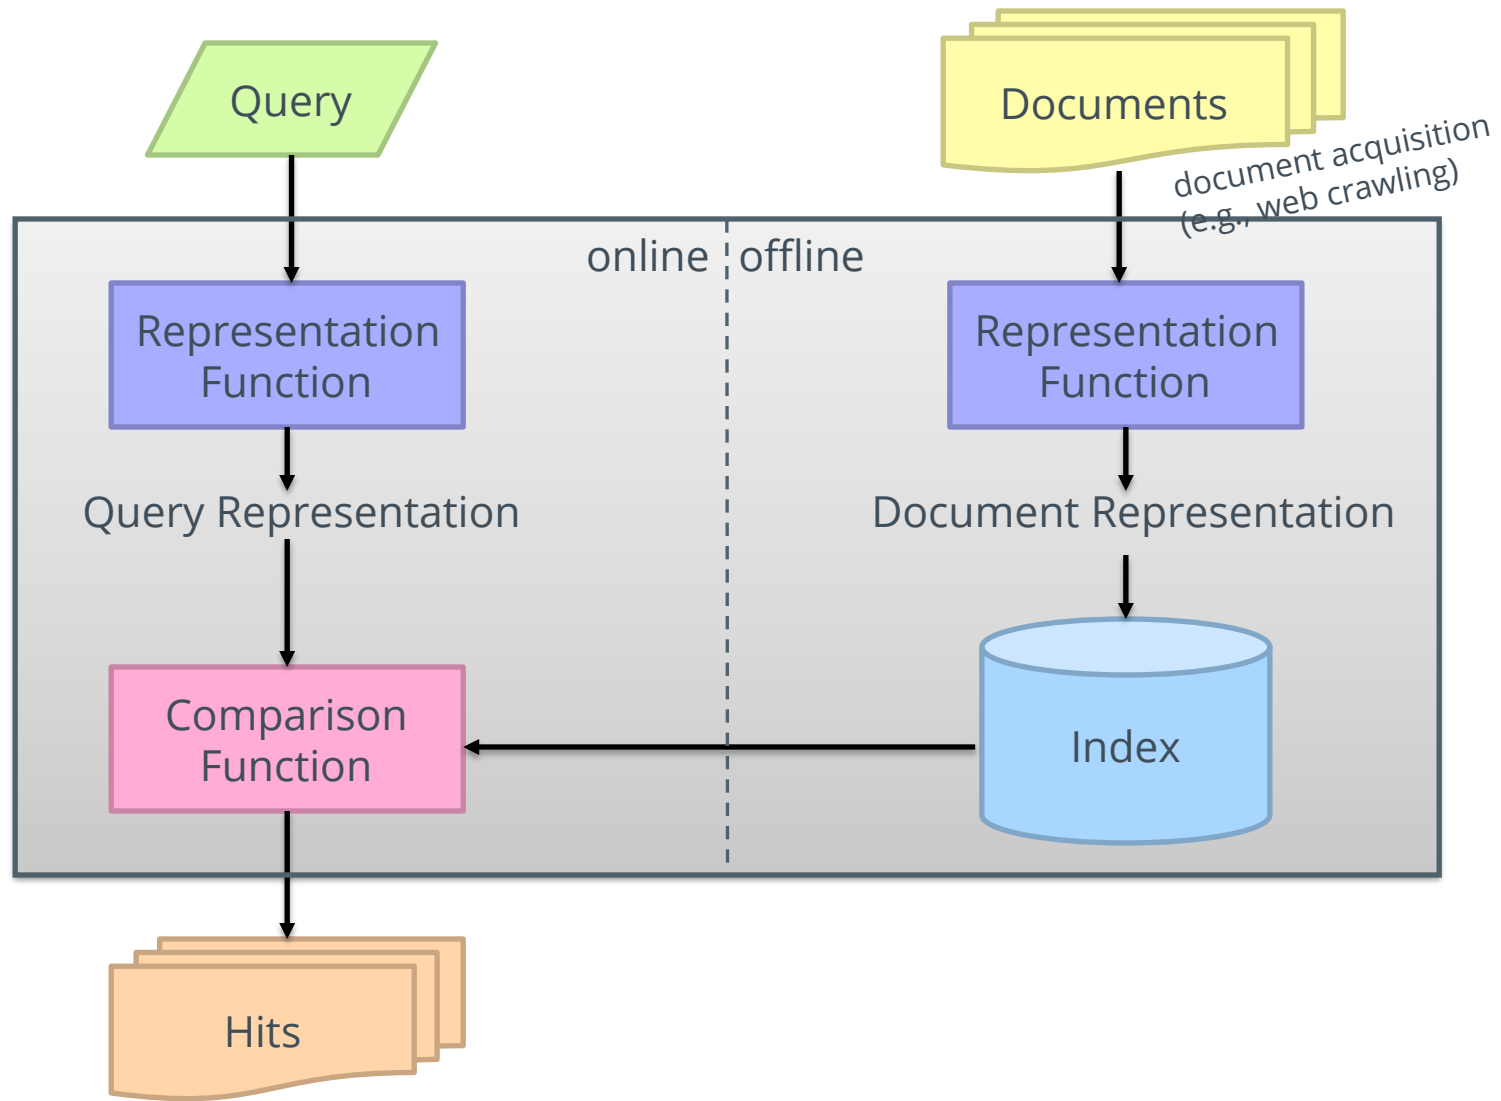 Query
Documents
document acquisition
(e.g., web crawling)
online
offline
Representation
Function
Representation
Function
Query Representation
Document Representation
Comparison
Function
Index
Hits